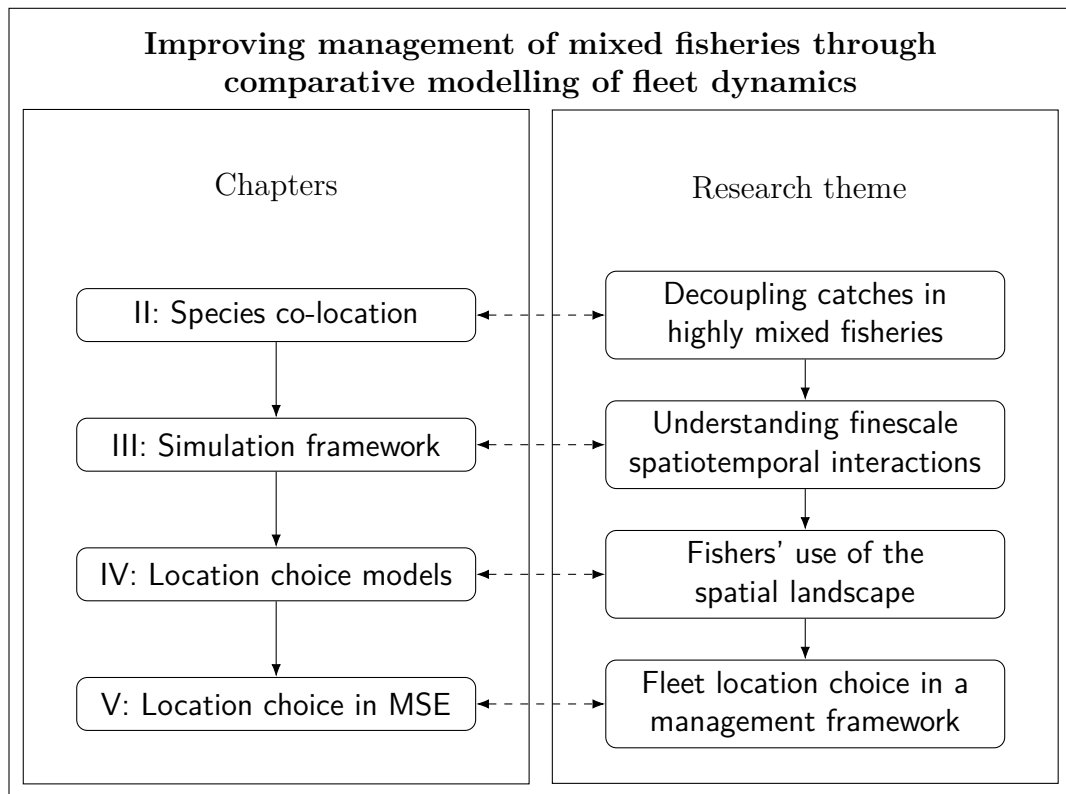 Improving management of mixed fisheries through
comparative modelling of fleet dynamics
Chapters
II: Species co-location
III: Simulation framework
IV: Location choice models
V: Location choice in MSE
Research theme
Decoupling catches in
highly mixed fisheries
Understanding finescale
spatiotemporal interactions
Fishers’ use of the
spatial landscape
Fleet location choice in a
management framework